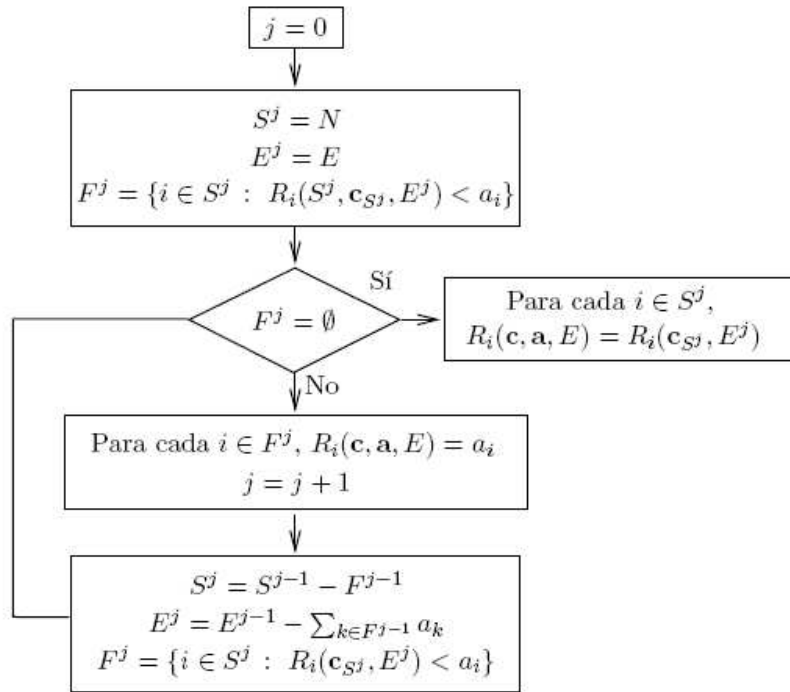 j = 0
S^j = N
E^j = E
F^j = {i ∈ S^j : R_i(S^j, c_{S^j}, E^j) < a_i}
F^j = ∅
Sí
Para cada i ∈ S^j,
R_i(c, a, E) = R_i(c_{S^j}, E^j)
No
Para cada i ∈ F^j, R_i(c, a, E) = a_i
j = j + 1
S^j = S^{j−1} − F^{j−1}
E^j = E^{j−1} − ∑_{k∈F^{j−1}} a_k
F^j = {i ∈ S^j : R_i(c_{S^j}, E^j) < a_i}